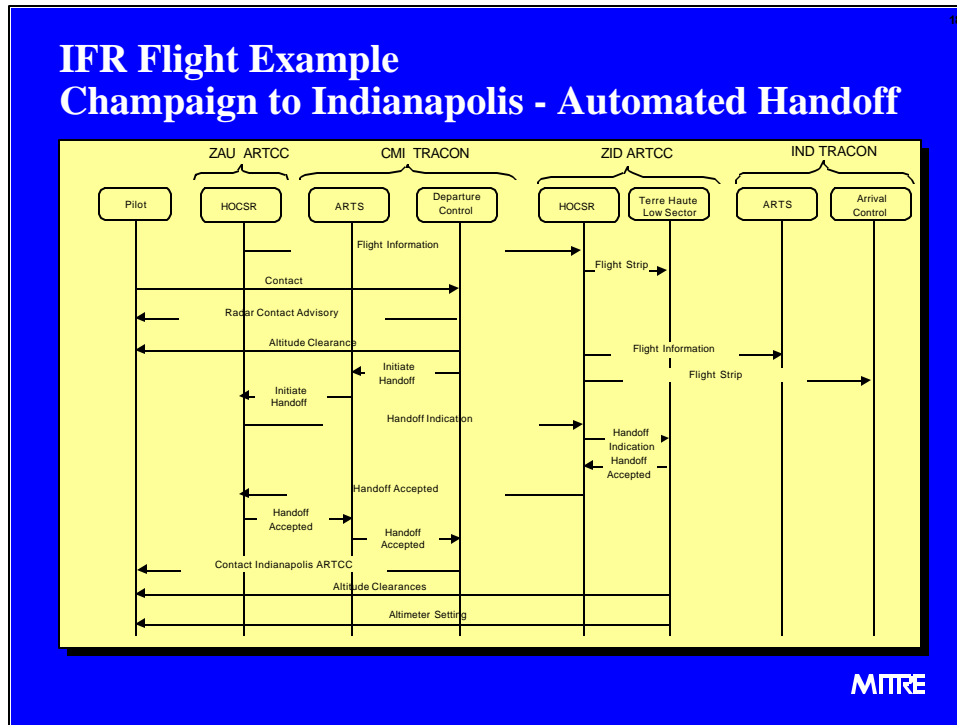 IFR Flight Example
Champaign to Indianapolis - Automated Handoff
ZAU ARTCC
CMI TRACON
ZID ARTCC
IND TRACON
Pilot
HOCSR
ARTS
Departure
Control
HOCSR
Terre Haute
Low Sector
ARTS
Arrival
Control
Flight Information
Flight Strip
Contact
Radar Contact Advisory
Altitude Clearance
Flight Information
Initiate
Handoff
Flight Strip
Initiate
Handoff
Handoff Indication
Handoff
Indication
Handoff
Accepted
Handoff Accepted
Handoff
Accepted
Handoff
Accepted
Contact Indianapolis ARTCC
Altitude Clearances
Altimeter Setting
MITRE